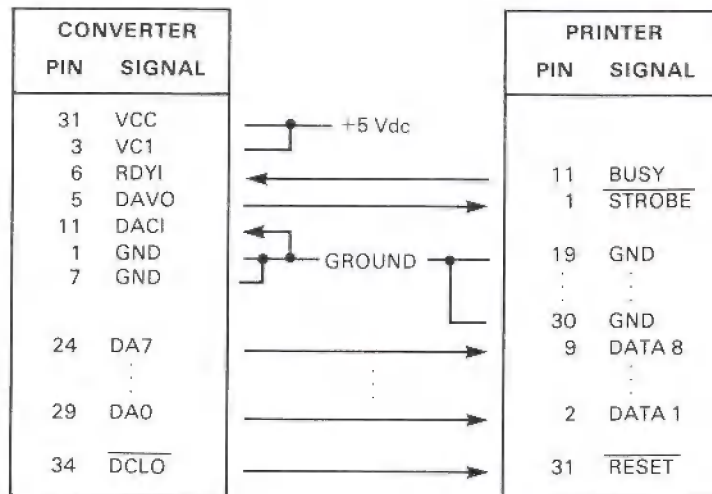 CONVERTER
PIN SIGNAL
31 VCC
3 VC1
6 RDYI
5 DAVO
11 DACI
1 GND
7 GND
24 DA7
29 DA0
34 DCLO
+5 Vdc
GROUND
PRINTER
PIN SIGNAL
11 BUSY
1 STROBE
19 GND
30 GND
9 DATA 8
2 DATA 1
31 RESET